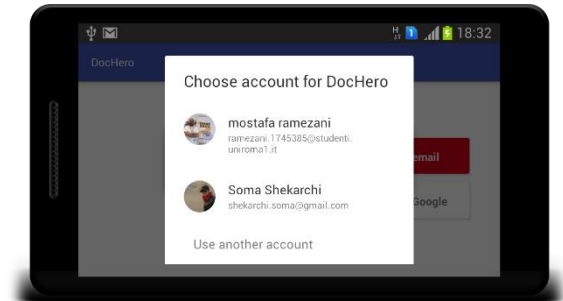 H
1
18:32
DocHero
Choose account for DocHero
mostafa ramezani
ramezani.1745385@studenti.
uniroma1.it
email
Soma Shekarchi
shekarchi.soma@gmail.com
Google
Use another account